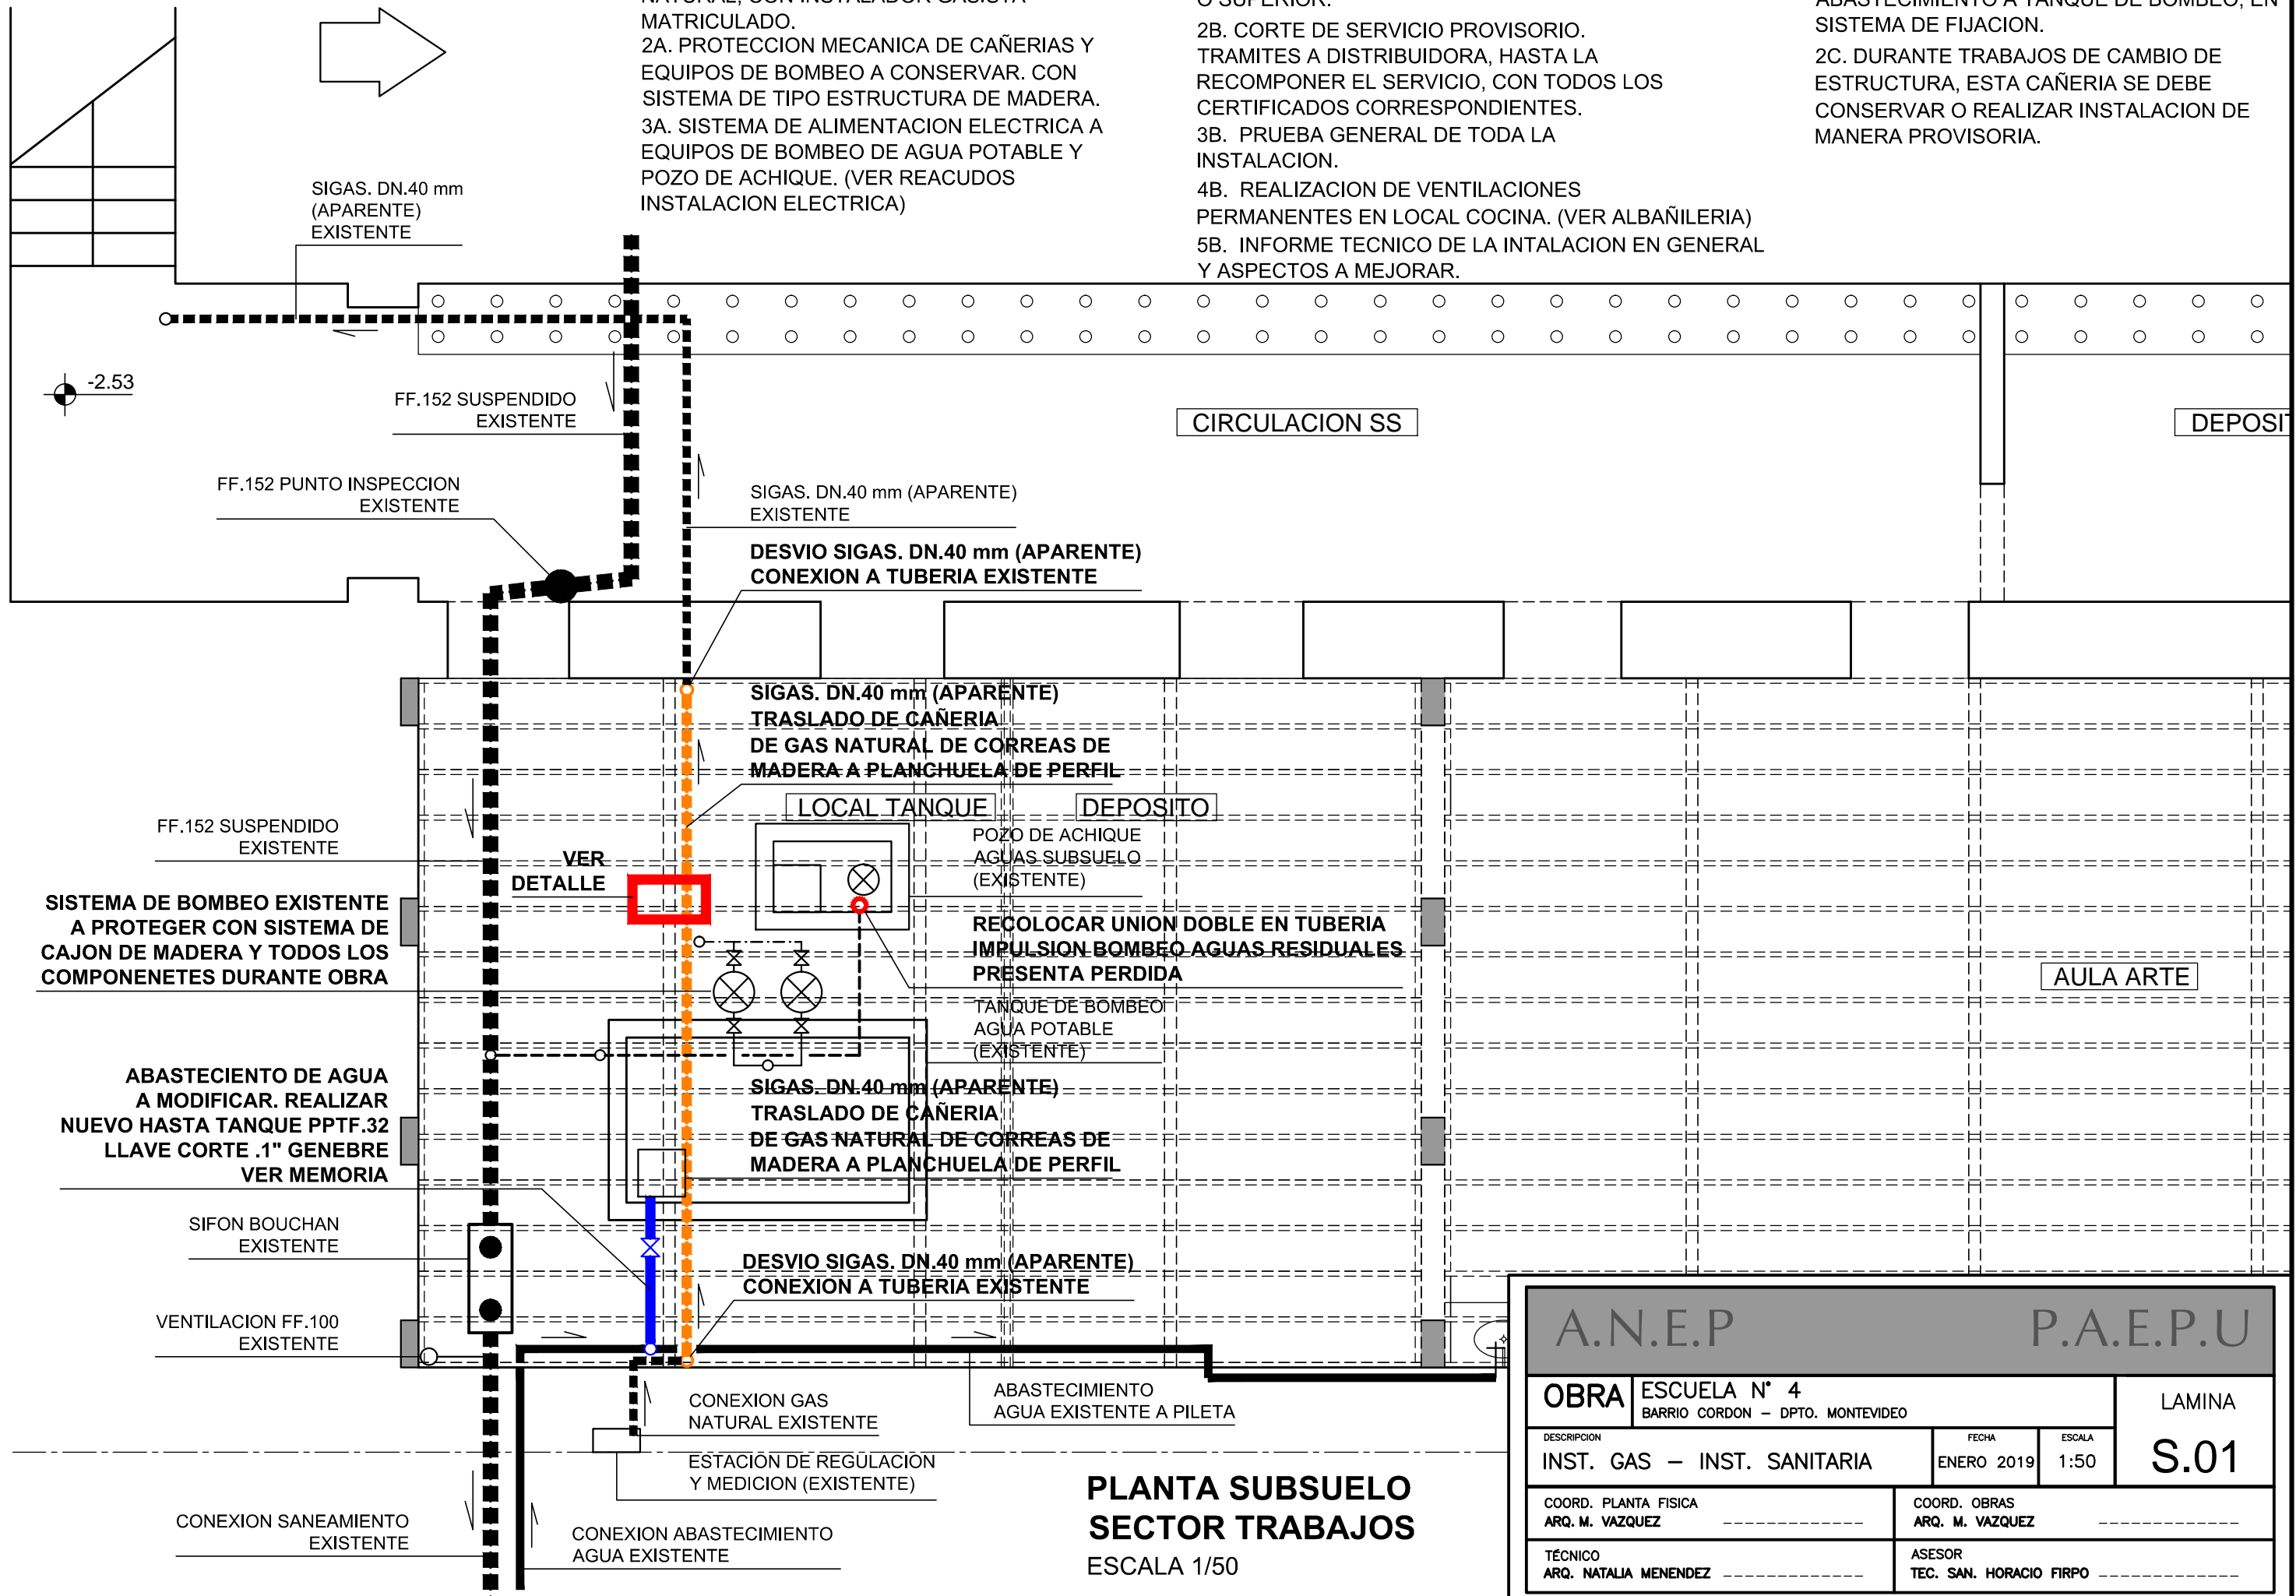 MATRICULADO.
2A. PROTECCION MECANICA DE CAÑERIAS Y
EQUIPOS DE BOMBEO A CONSERVAR. CON
SISTEMA DE TIPO ESTRUCTURA DE MADERA.
3A. SISTEMA DE ALIMENTACION ELECTRICA A
EQUIPOS DE BOMBEO DE AGUA POTABLE Y
POZO DE ACHIQUE. (VER REACUDOS
INSTALACION ELECTRICA)
O SUPERIOR.
2B. CORTE DE SERVICIO PROVISORIO.
TRAMITES A DISTRIBUIDORA, HASTA LA
RECOMPONER EL SERVICIO, CON TODOS LOS
CERTIFICADOS CORRESPONDIENTES.
3B. PRUEBA GENERAL DE TODA LA
INSTALACION.
4B. REALIZACION DE VENTILACIONES
PERMANENTES EN LOCAL COCINA. (VER ALBAÑILERIA)
5B. INFORME TECNICO DE LA INTALACION EN GENERAL
Y ASPECTOS A MEJORAR.
ABASTECIMIENTO A TANQUE DE BOMBEO, EN
SISTEMA DE FIJACION.
2C. DURANTE TRABAJOS DE CAMBIO DE
ESTRUCTURA, ESTA CAÑERIA SE DEBE
CONSERVAR O REALIZAR INSTALACION DE
MANERA PROVISORIA.
SIGAS. DN.40 mm
(APARENTE)
EXISTENTE
-2.53
FF.152 SUSPENDIDO
EXISTENTE
CIRCULACION SS
DEPOSIT
FF.152 PUNTO INSPECCION
EXISTENTE
SIGAS. DN.40 mm (APARENTE)
EXISTENTE
DESVIO SIGAS. DN.40 mm (APARENTE)
CONEXION A TUBERIA EXISTENTE
SIGAS. DN.40 mm (APARENTE)
TRASLADO DE CAÑERIA
DE GAS NATURAL DE CORREAS DE
MADERA A PLANCHUELA DE PERFIL
LOCAL TANQUE
DEPOSITO
FF.152 SUSPENDIDO
EXISTENTE
VER
DETALLE
POZO DE ACHIQUE
AGUAS SUBSUELO
(EXISTENTE)
SISTEMA DE BOMBEO EXISTENTE
A PROTEGER CON SISTEMA DE
CAJON DE MADERA Y TODOS LOS
COMPONENETES DURANTE OBRA
RECOLOCAR UNION DOBLE EN TUBERIA
IMPULSION BOMBEO AGUAS RESIDUALES
PRESENTA PERDIDA
AULA ARTE
TANQUE DE BOMBEO
AGUA POTABLE
(EXISTENTE)
ABASTECIENTO DE AGUA
A MODIFICAR. REALIZAR
NUEVO HASTA TANQUE PPTF.32
LLAVE CORTE .1" GENEBRE
VER MEMORIA
SIGAS. DN.40 mm (APARENTE)
TRASLADO DE CAÑERIA
DE GAS NATURAL DE CORREAS DE
MADERA A PLANCHUELA DE PERFIL
SIFON BOUCHAN
EXISTENTE
DESVIO SIGAS. DN.40 mm (APARENTE)
CONEXION A TUBERIA EXISTENTE
VENTILACION FF.100
EXISTENTE
CONEXION GAS
NATURAL EXISTENTE
ABASTECIMIENTO
AGUA EXISTENTE A PILETA
ESTACION DE REGULACION
Y MEDICION (EXISTENTE)
CONEXION SANEAMIENTO
EXISTENTE
CONEXION ABASTECIMIENTO
AGUA EXISTENTE
PLANTA SUBSUELO
SECTOR TRABAJOS
ESCALA 1/50
A.N.E.P P.A.E.P.U
OBRA ESCUELA N° 4
BARRIO CORDON – DPTO. MONTEVIDEO
LAMINA
S.01
DESCRIPCION
INST. GAS – INST. SANITARIA
FECHA
ENERO 2019
ESCALA
1:50
COORD. PLANTA FISICA
ARQ. M. VAZQUEZ
COORD. OBRAS
ARQ. M. VAZQUEZ
TÉCNICO
ARQ. NATALIA MENENDEZ
ASESOR
TEC. SAN. HORACIO FIRPO